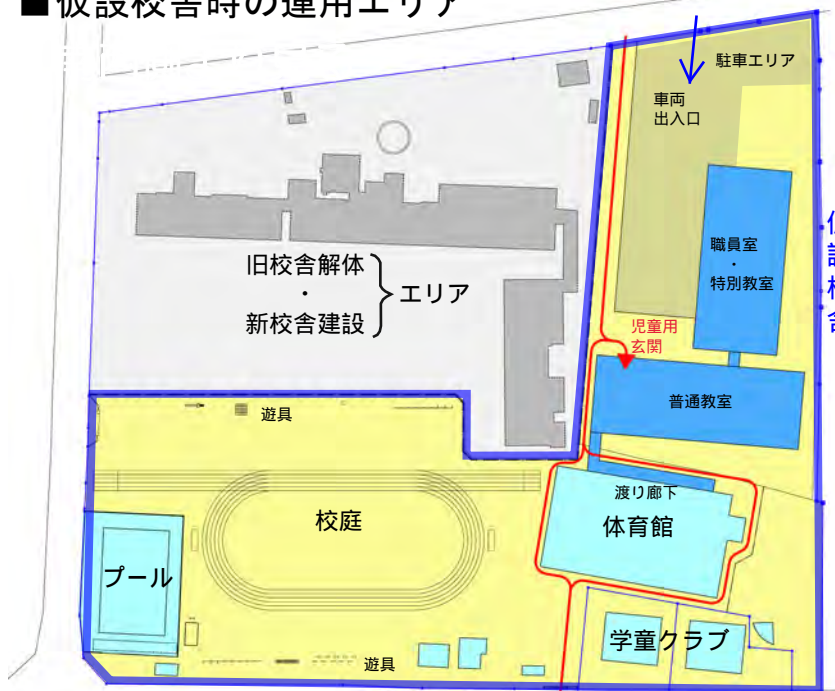 ■仮設校舎時の運用エリア
駐車エリア
車両
出入口
職員室
・
特別教室
旧校舎解体
・
新校舎建設
エリア
児童用
玄関
普通教室
遊具
渡り廊下
校庭
体育館
プール
学童クラブ
遊具